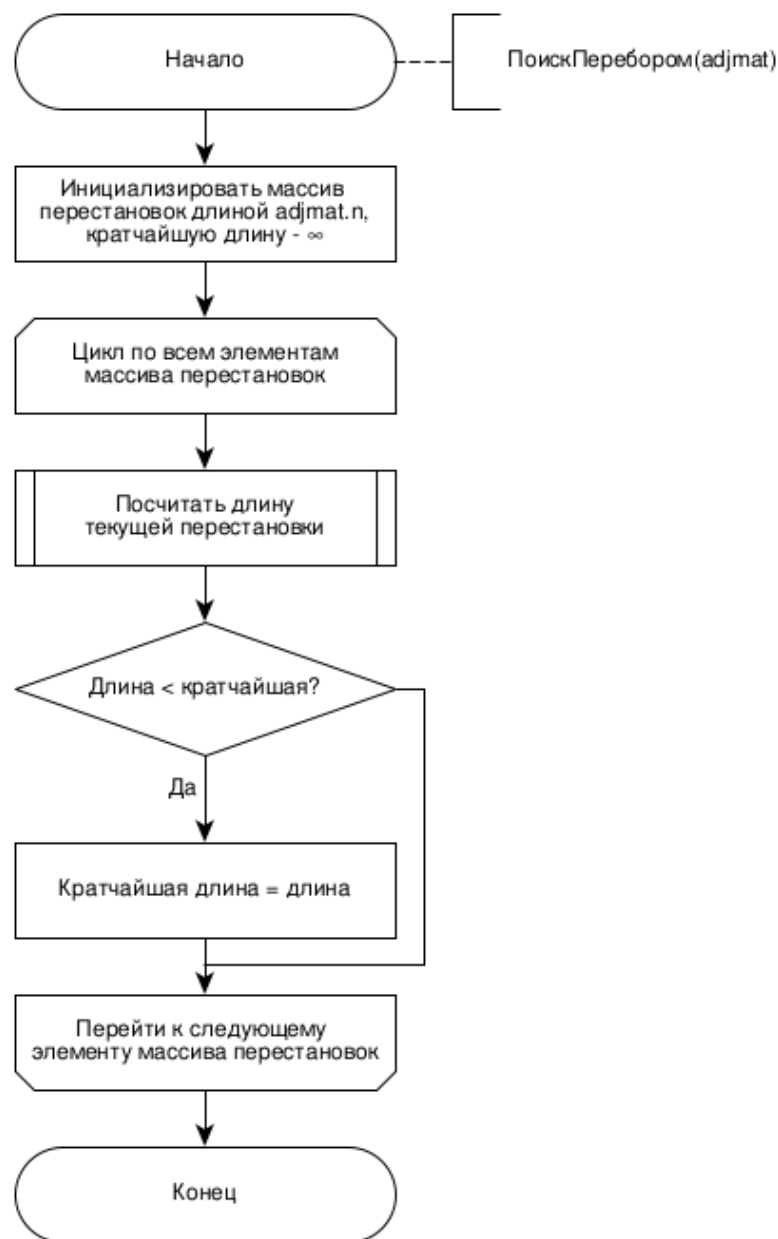 Начало
ПоискПеребором(adjmat)
Инициализировать массив
перестановок длиной adjmat.n,
кратчайшую длину - ∞
Цикл по всем элементам
массива перестановок
Посчитать длину
текущей перестановки
Длина < кратчайшая?
Да
Кратчайшая длина = длина
Перейти к следующему
элементу массива перестановок
Конец